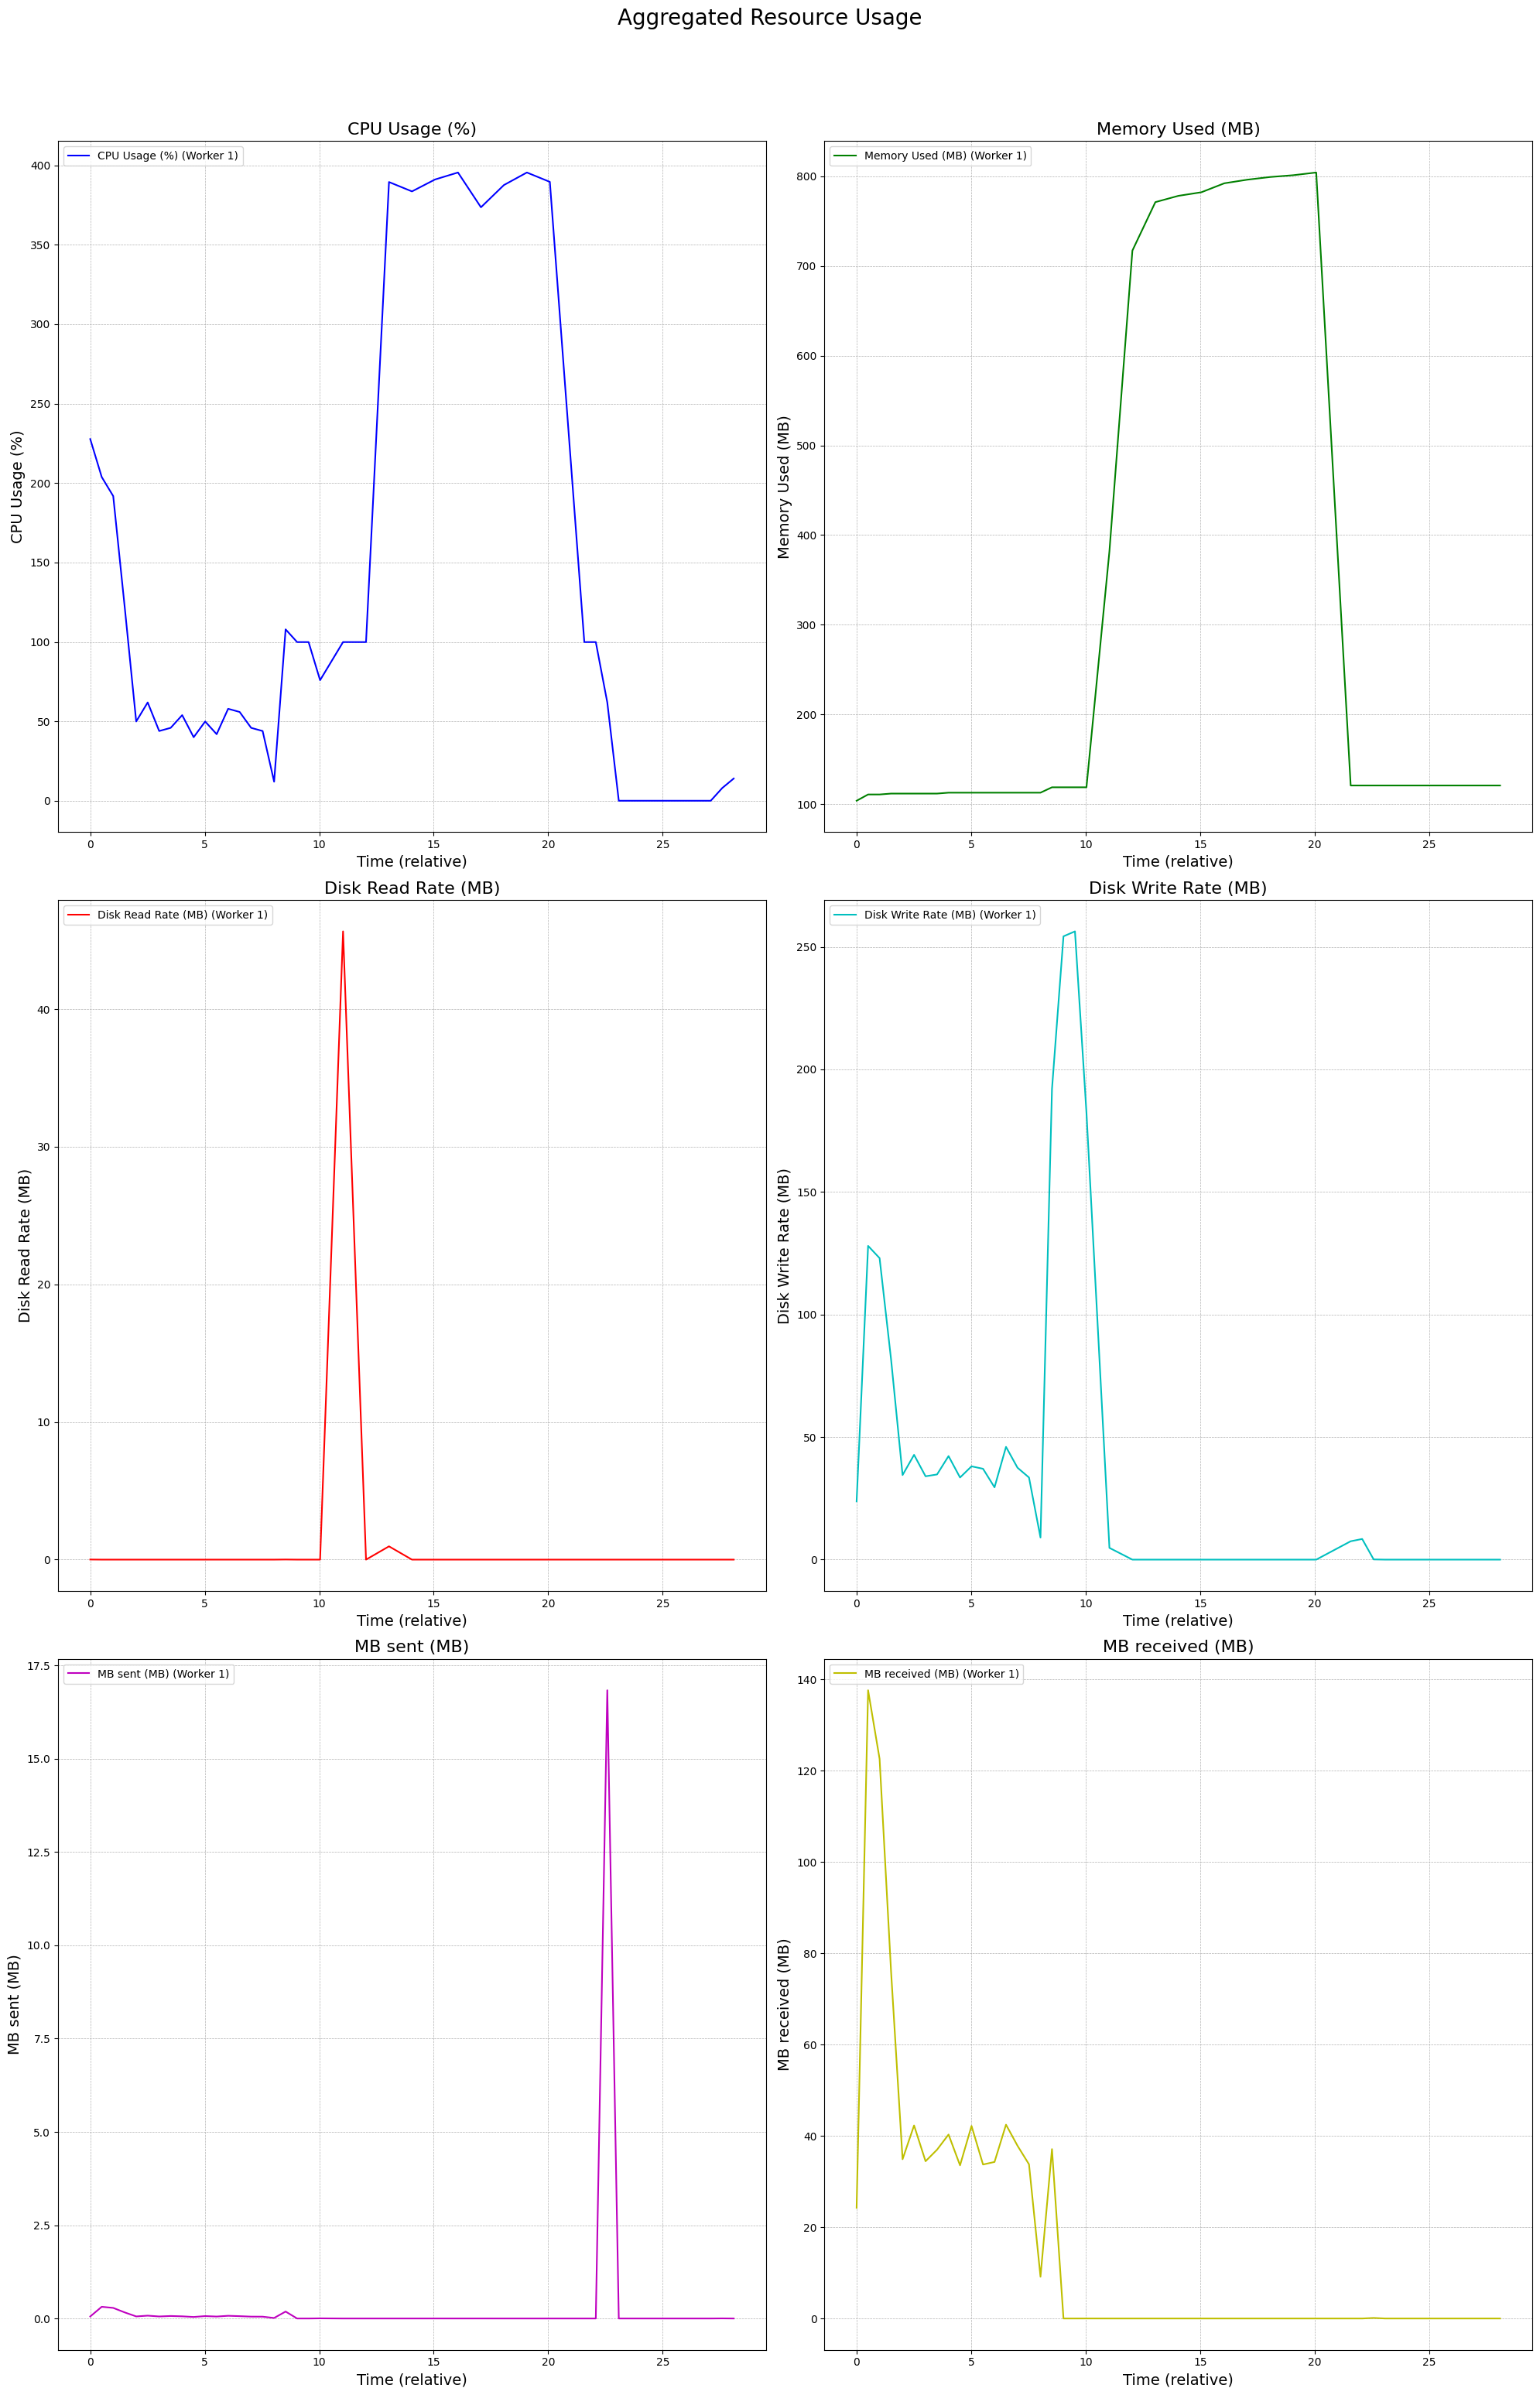 Aggregated Resource Usage
CPU Usage (%)
CPU Usage (%) (Worker 1)
400
350
300
250
200
150
100
50
0
CPU Usage (%)
0 5 10 15 20 25
Time (relative)
Memory Used (MB)
Memory Used (MB) (Worker 1)
800
700
600
500
400
300
200
100
Memory Used (MB)
0 5 10 15 20 25
Time (relative)
Disk Read Rate (MB)
Disk Read Rate (MB) (Worker 1)
40
30
20
10
0
Disk Read Rate (MB)
0 5 10 15 20 25
Time (relative)
Disk Write Rate (MB)
Disk Write Rate (MB) (Worker 1)
250
200
150
100
50
0
Disk Write Rate (MB)
0 5 10 15 20 25
Time (relative)
MB sent (MB)
17.5
MB sent (MB) (Worker 1)
15.0
12.5
10.0
7.5
5.0
2.5
0.0
MB sent (MB)
0 5 10 15 20 25
Time (relative)
MB received (MB)
MB received (MB) (Worker 1)
140
120
100
80
60
40
20
0
MB received (MB)
0 5 10 15 20 25
Time (relative)